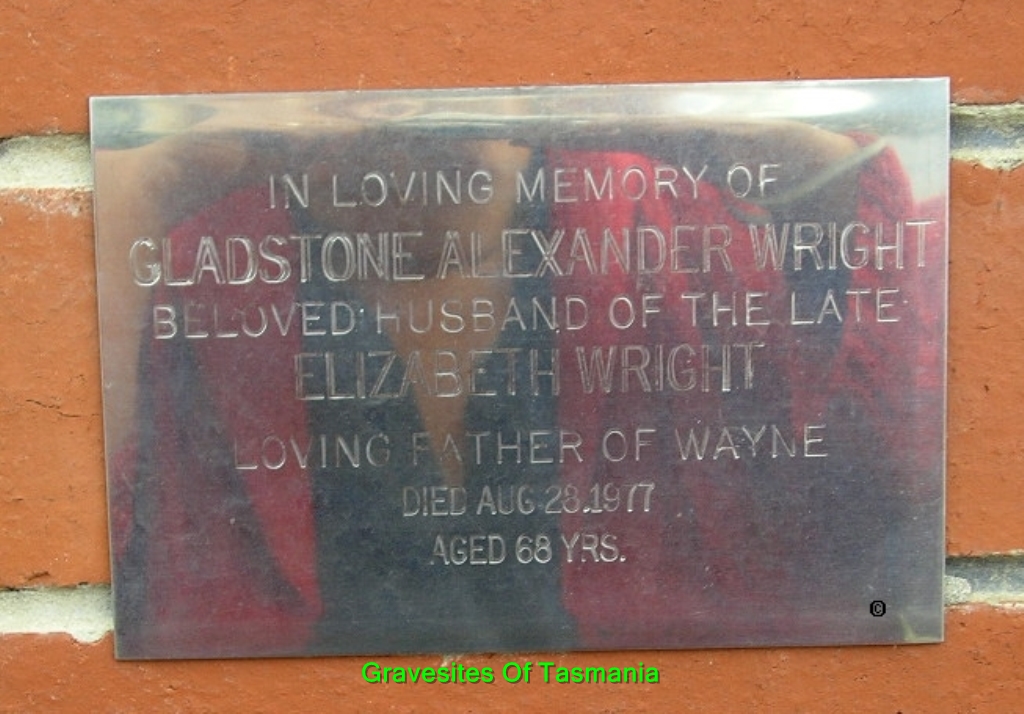 IN LOVING MEMORY OF
GLADSTONE ALEXANDER WRIGHT
BELOVED HUSBAND OF THE LATE
ELIZABETH WRIGHT
LOVING FATHER OF WAYNE
DIED AUG 28.1977
AGED 68 YRS.
©
Gravesites Of Tasmania